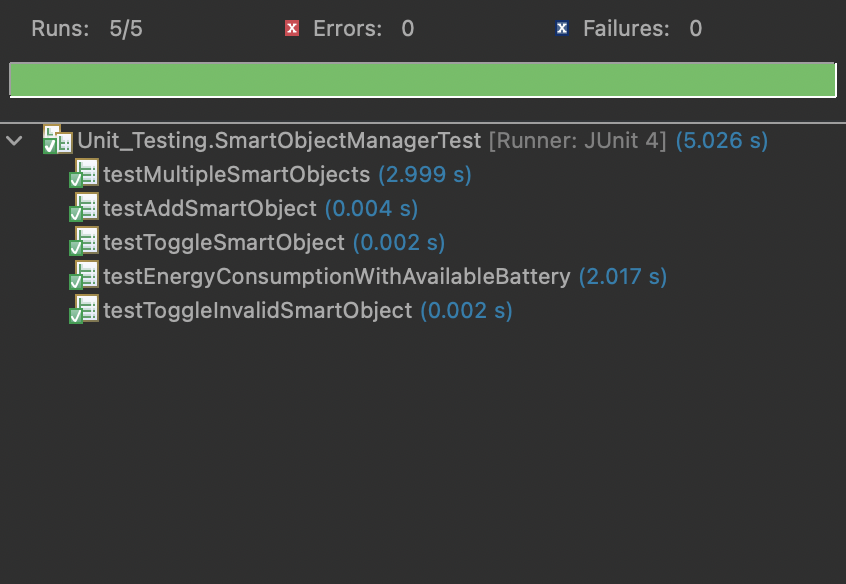 Runs: 5/5 Errors: 0 Failures: 0
Unit_Testing.SmartObjectManagerTest [Runner: JUnit 4] (5.026 s)
testMultipleSmartObjects (2.999 s)
testAddSmartObject (0.004 s)
testToggleSmartObject (0.002 s)
testEnergyConsumptionWithAvailableBattery (2.017 s)
testToggleInvalidSmartObject (0.002 s)